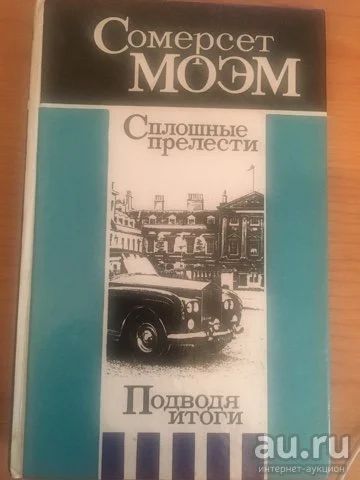 Сомерсет
МОЭМ
Сплошные
прелести
Подводя
итоги
au.ru
интернет-аукцион